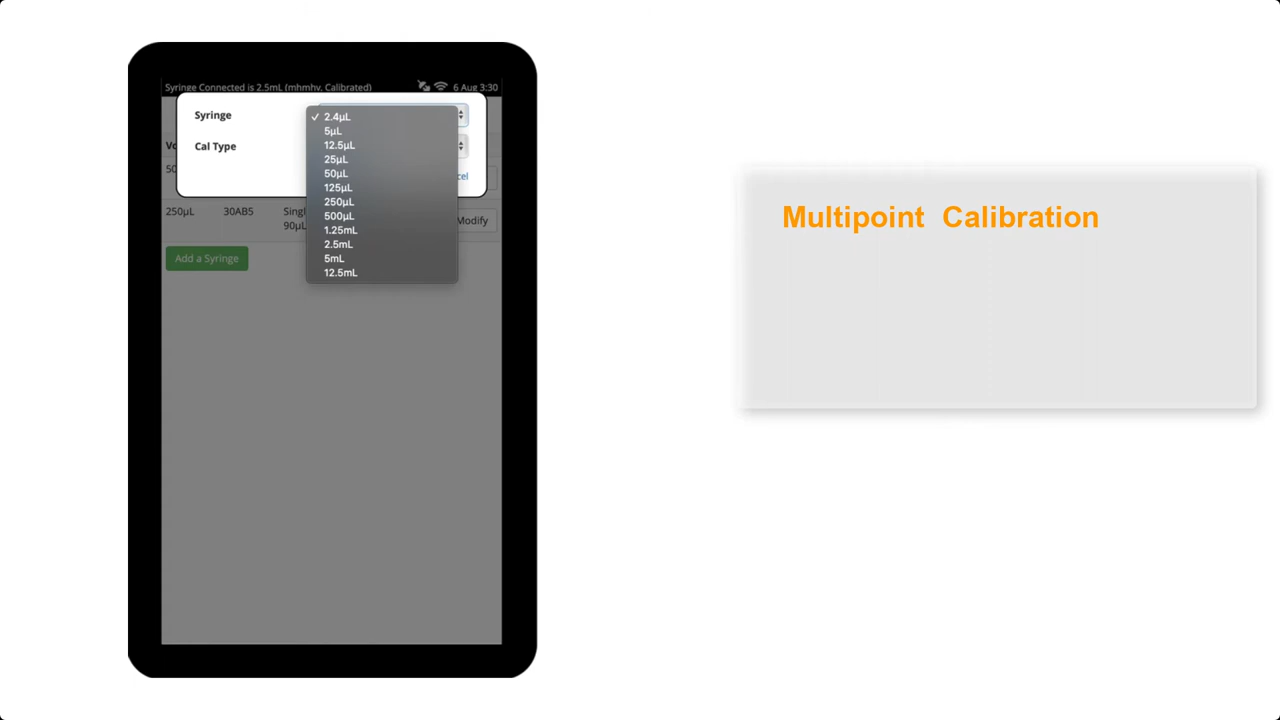 Syringe Connected is 2.5mL (mhmhv, Calibrated) 6 Aug 3:30
Syringe
Cal Type
✓ 2.4µL
5µL
12.5µL
25µL
50µL
125µL
250µL
500µL
1.25mL
2.5mL
5mL
12.5mL
250µL 30AB5 Modify
90µL
Add a Syringe
Multipoint Calibration